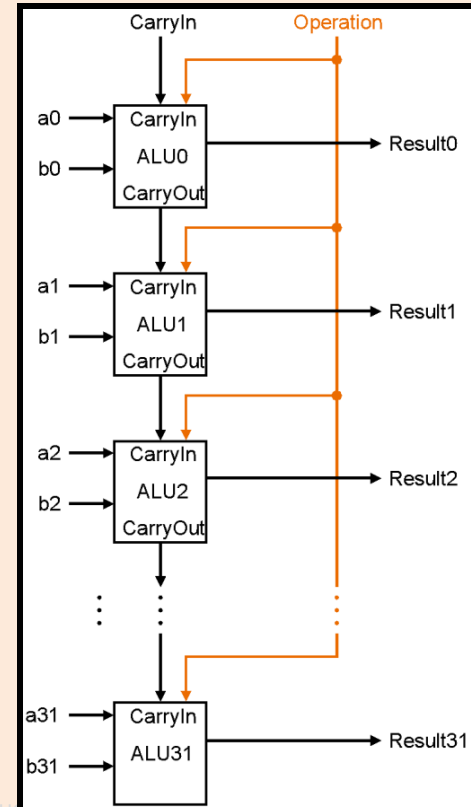 CarryIn Operation
a0 CarryIn
ALU0 Result0
b0
CarryOut
a1 CarryIn
ALU1 Result1
b1
CarryOut
a2 CarryIn
ALU2 Result2
b2
CarryOut
a31 CarryIn
ALU31 Result31
b31